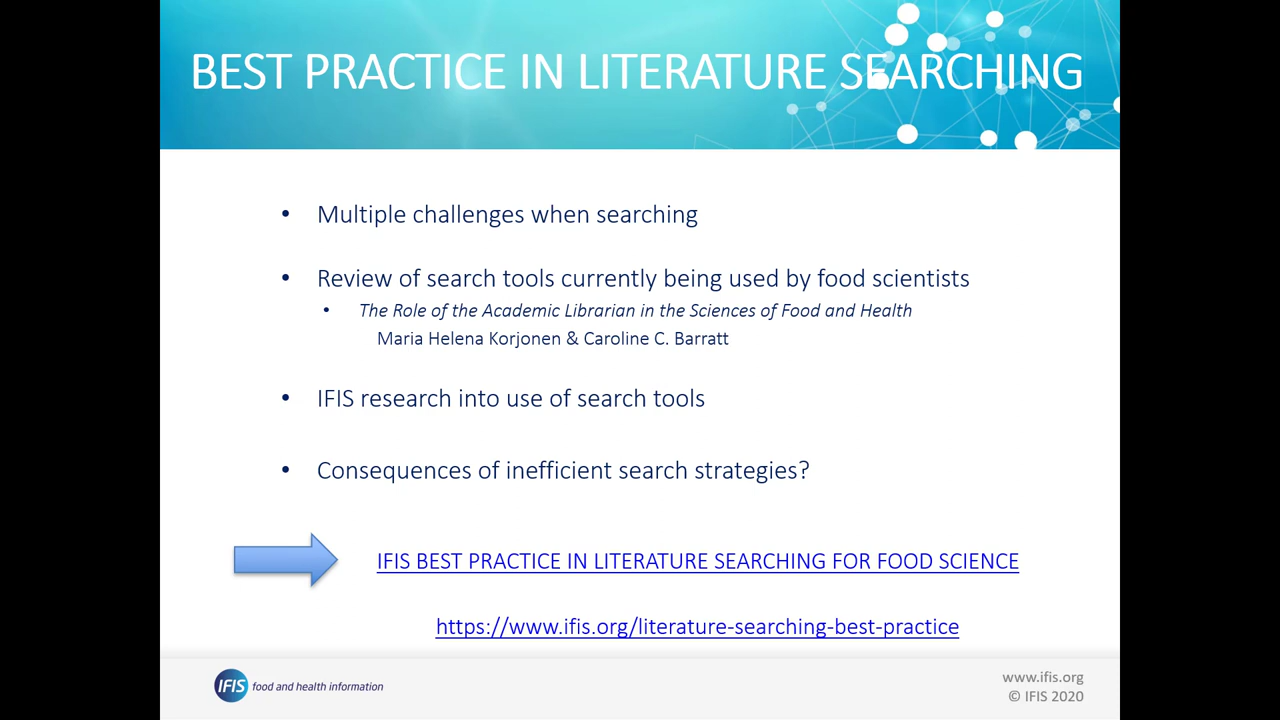 BEST PRACTICE IN LITERATURE SEARCHING
• Multiple challenges when searching
• Review of search tools currently being used by food scientists
• The Role of the Academic Librarian in the Sciences of Food and Health
Maria Helena Korjonen & Caroline C. Barratt
• IFIS research into use of search tools
• Consequences of inefficient search strategies?
IFIS BEST PRACTICE IN LITERATURE SEARCHING FOR FOOD SCIENCE
https://www.ifis.org/literature-searching-best-practice
IFIS food and health information
www.ifis.org
© IFIS 2020